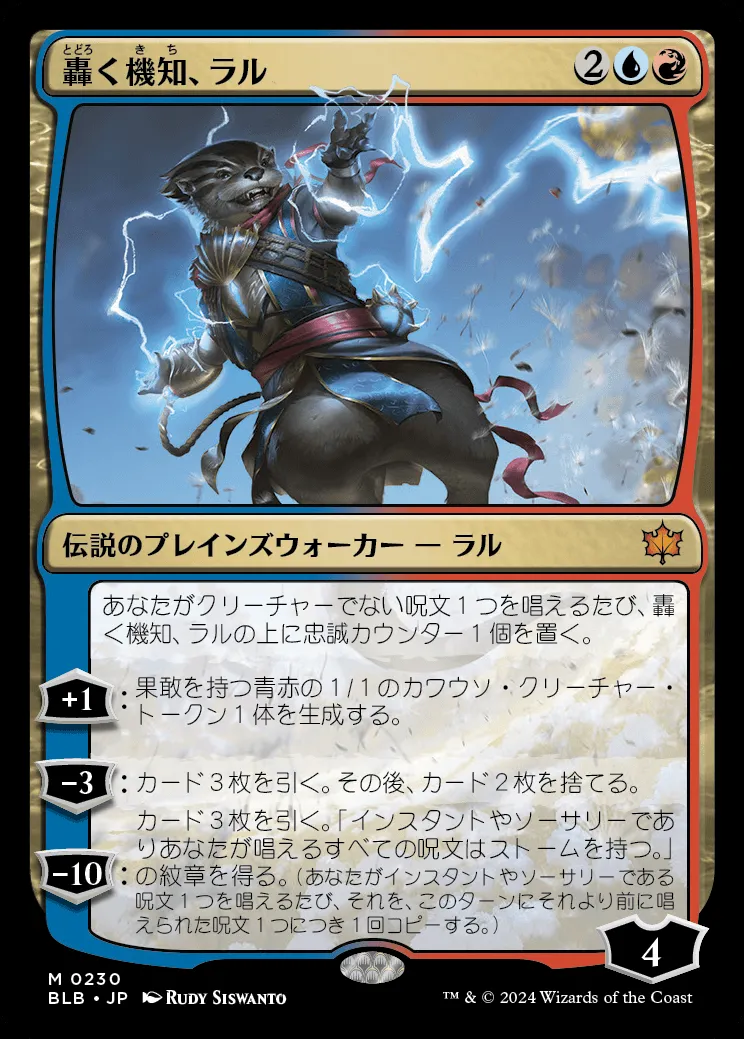 とどろ き ち
轟く機知、ラル 2
伝説のプレインズウォーカー — ラル
あなたがクリーチャーでない呪文1つを唱えるたび、轟
く機知、ラルの上に忠誠カウンター1個を置く。
+1:果敢を持つ青赤の1/1のカワウソ・クリーチャー・
トークン1体を生成する。
-3:カード3枚を引く。その後、カード2枚を捨てる。
カード3枚を引く。「インスタントやソーサリーであ
りあなたが唱えるすべての呪文はストームを持つ。」
-10:の紋章を得る。(あなたがインスタントやソーサリーである
呪文1つを唱えるたび、それを、このターンにそれより前に唱
えられた呪文1つにつき1回コピーする。)
4
M 0230
BLB • JP Rudy Siswanto ™ & © 2024 Wizards of the Coast